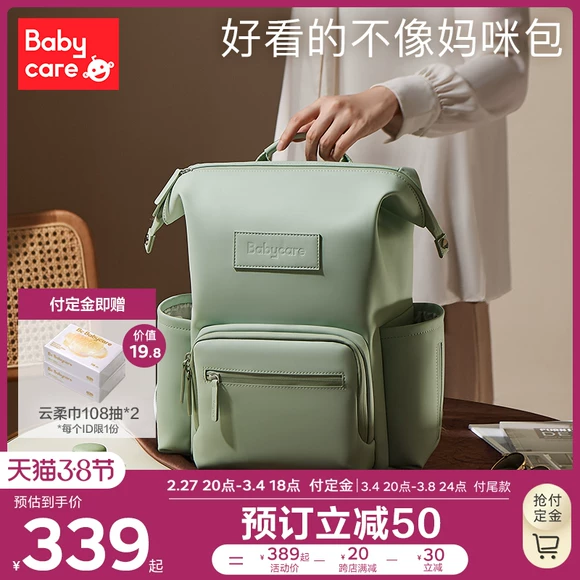 Baby
care
好看的不像妈咪包
Babycare
付定金即赠
价值
19.8
Babycare
云柔巾108抽*2
*每个ID限1份
天猫3.8节
2.27 20点-3.4 18点 付定金 | 3.4 20点-3.8 24点 付尾款
抢付定金
预估到手价
¥339起
预订立减50
= ¥389起 活动价 - ¥20 跨店满减 - ¥30 立减